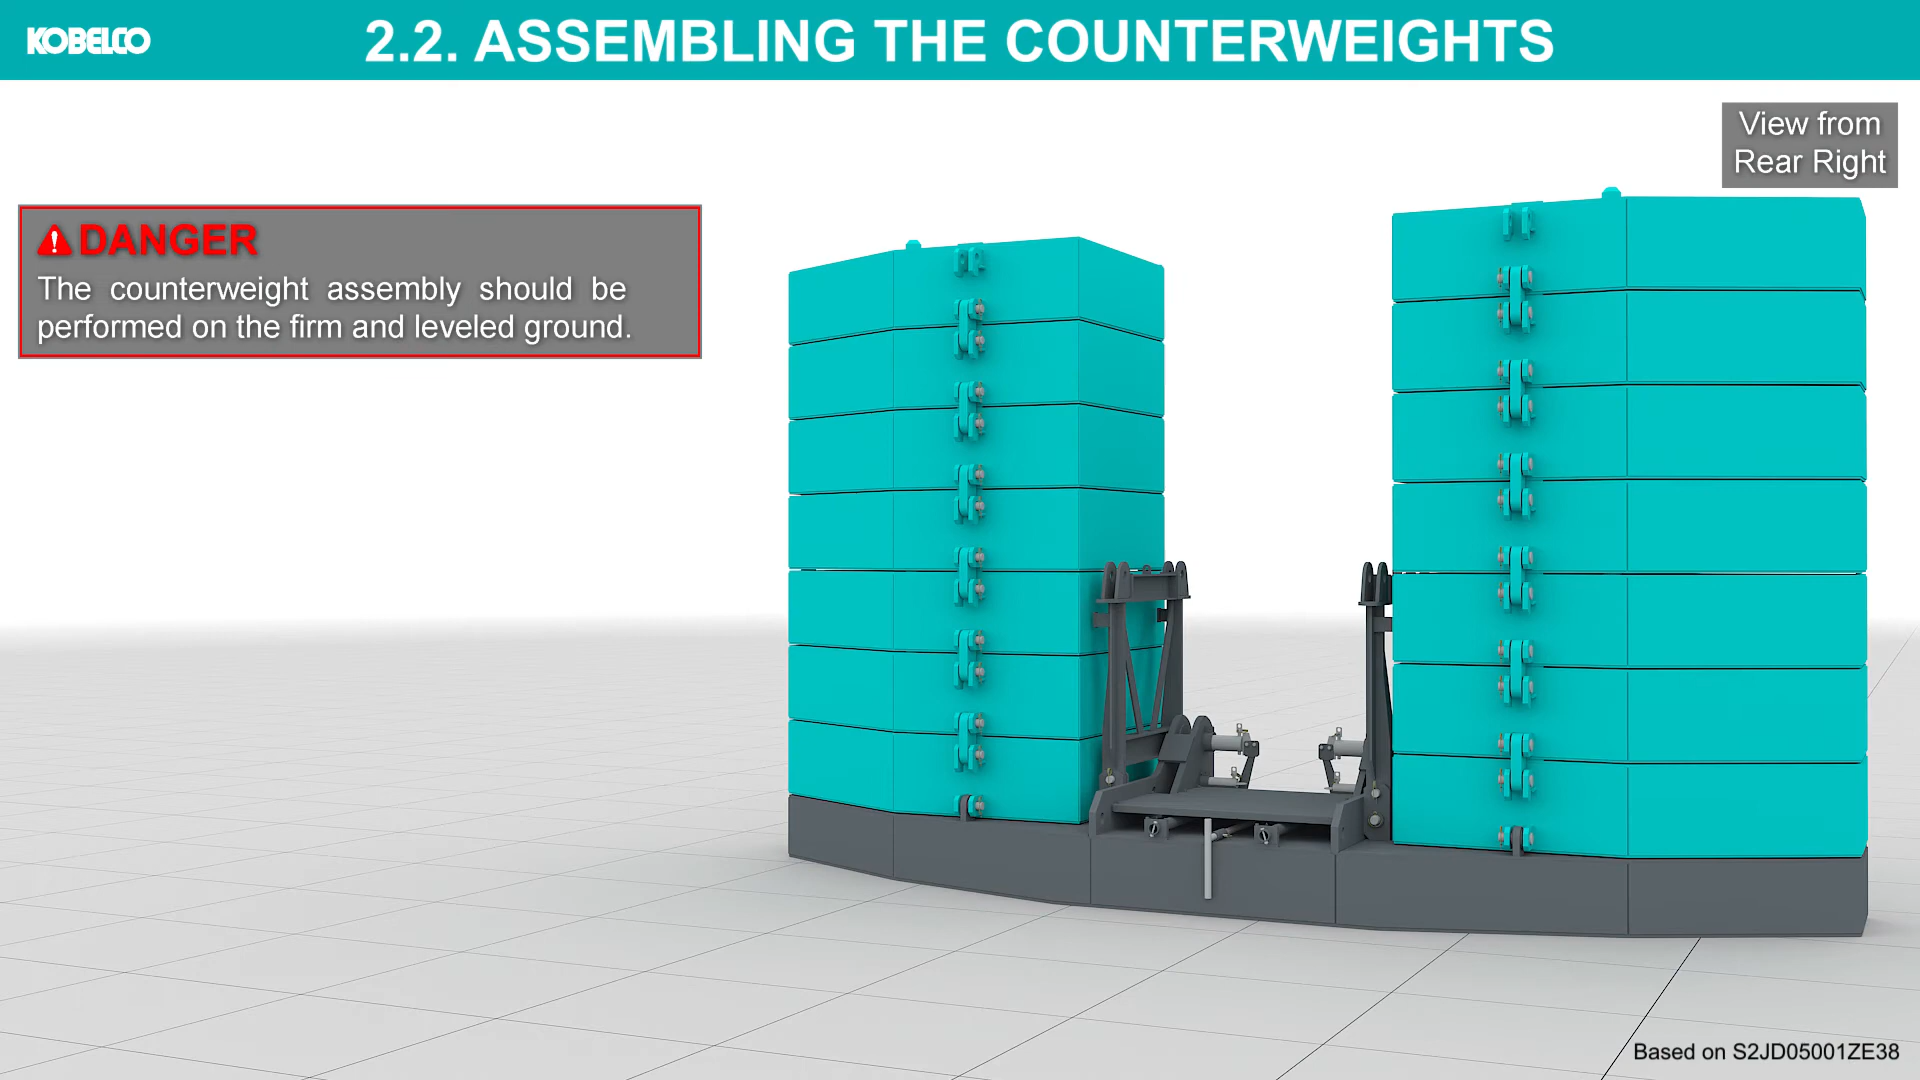 KOBELCO
2.2. ASSEMBLING THE COUNTERWEIGHTS
View from
Rear Right
DANGER
The counterweight assembly should be
performed on the firm and leveled ground.
Based on S2JD05001ZE38